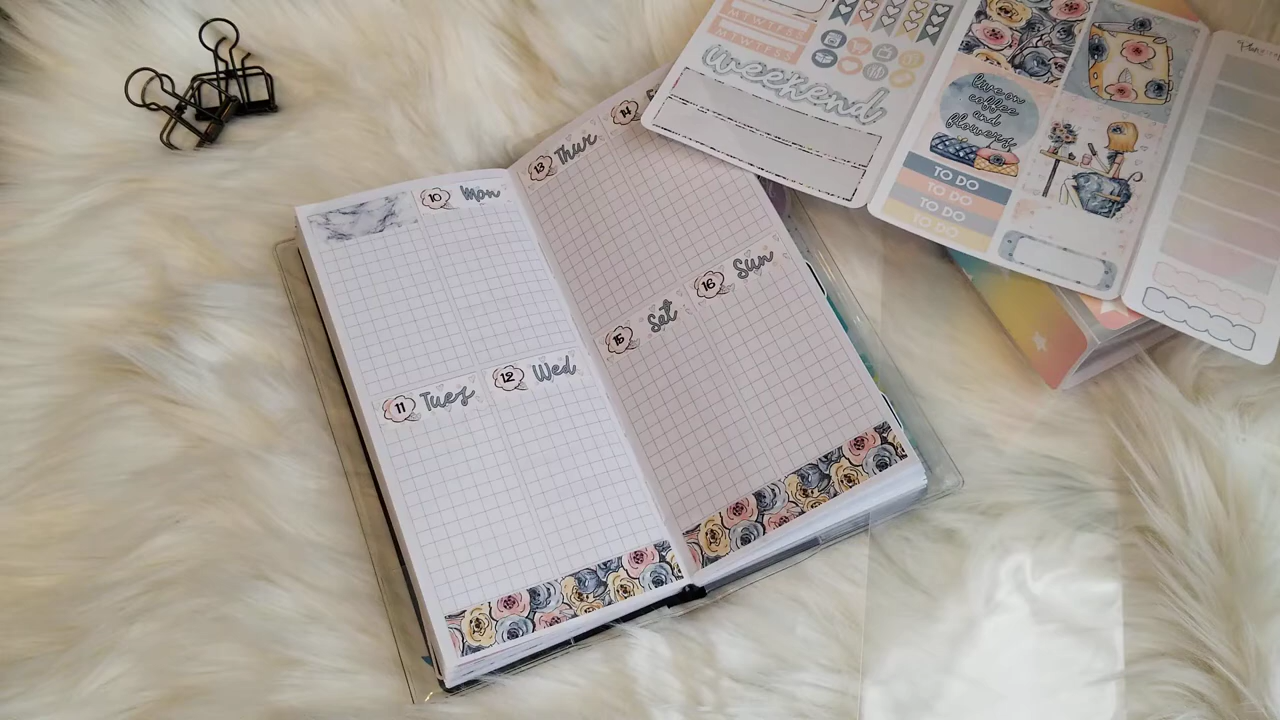 10 Mon
11 Tues
12 Wed
13 Thur
14
15 Sat
16 Sun
M T W T F S S
M T W T F S S
weekend
live on
coffee
and
flowers
TO DO
TO DO
TO DO
TO DO